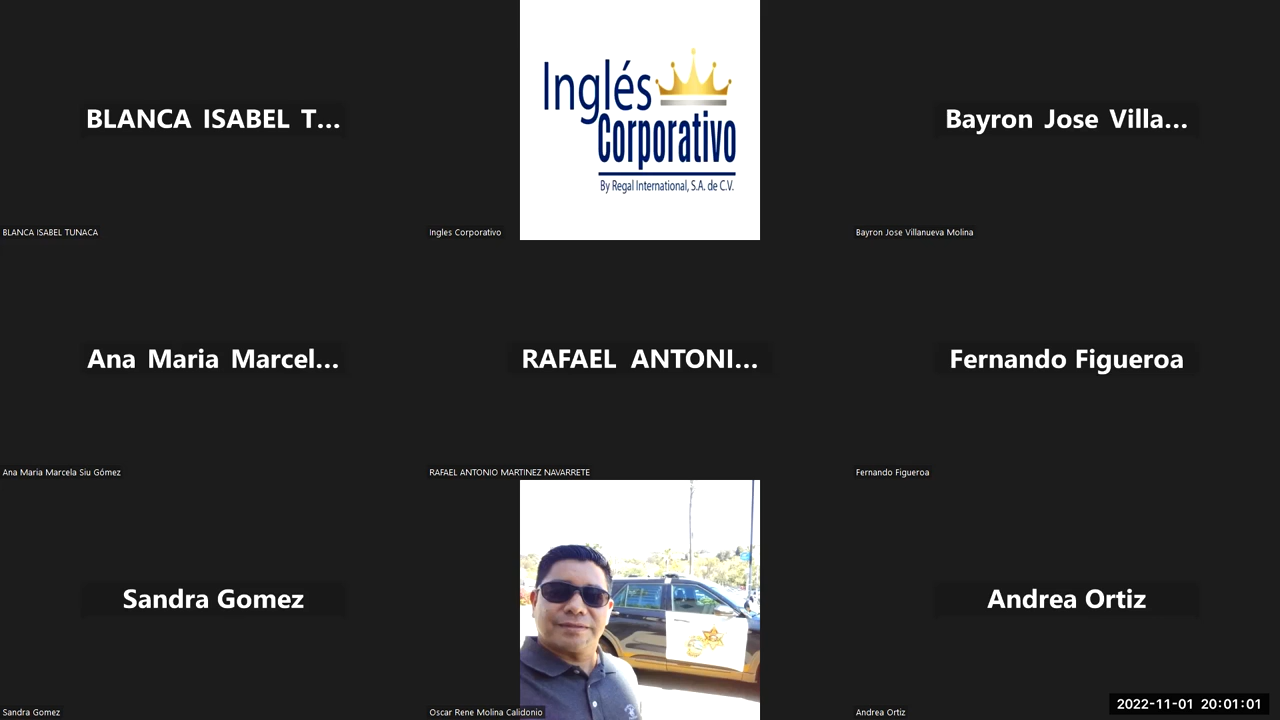 BLANCA ISABEL T...
BLANCA ISABEL TUNACA
Inglés
Corporativo
By Regal International, S.A. de C.V.
Ingles Corporativo
Bayron Jose Villa...
Bayron Jose Villanueva Molina
Ana Maria Marcel...
Ana Maria Marcela Siu Gómez
RAFAEL ANTONI...
RAFAEL ANTONIO MARTINEZ NAVARRETE
Fernando Figueroa
Fernando Figueroa
Sandra Gomez
Sandra Gomez
Oscar Rene Molina Calidonio
Andrea Ortiz
Andrea Ortiz
2022-11-01 20:01:01